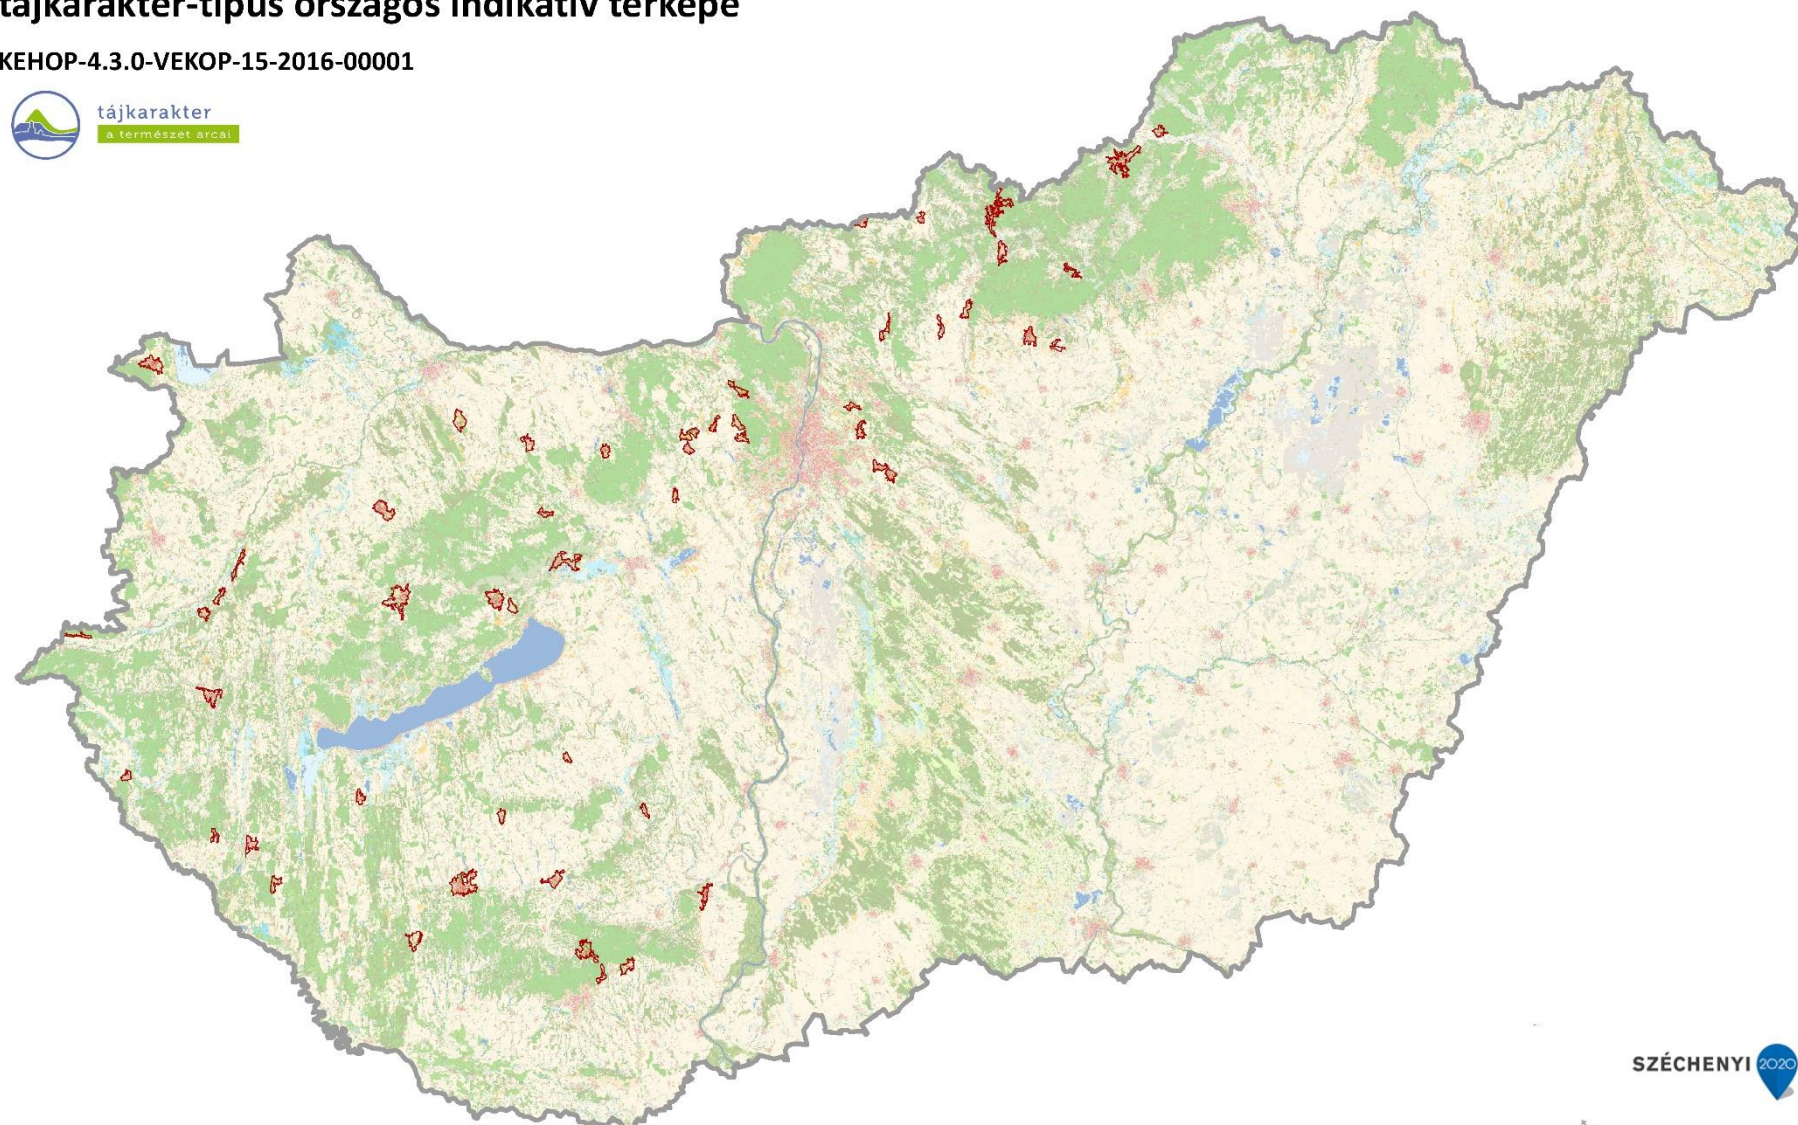 tájkarakter-típus országos indikatív térképe
KEHOP-4.3.0-VEKOP-15-2016-00001
tájkarakter
a természet arcai
SZÉCHENYI 2020